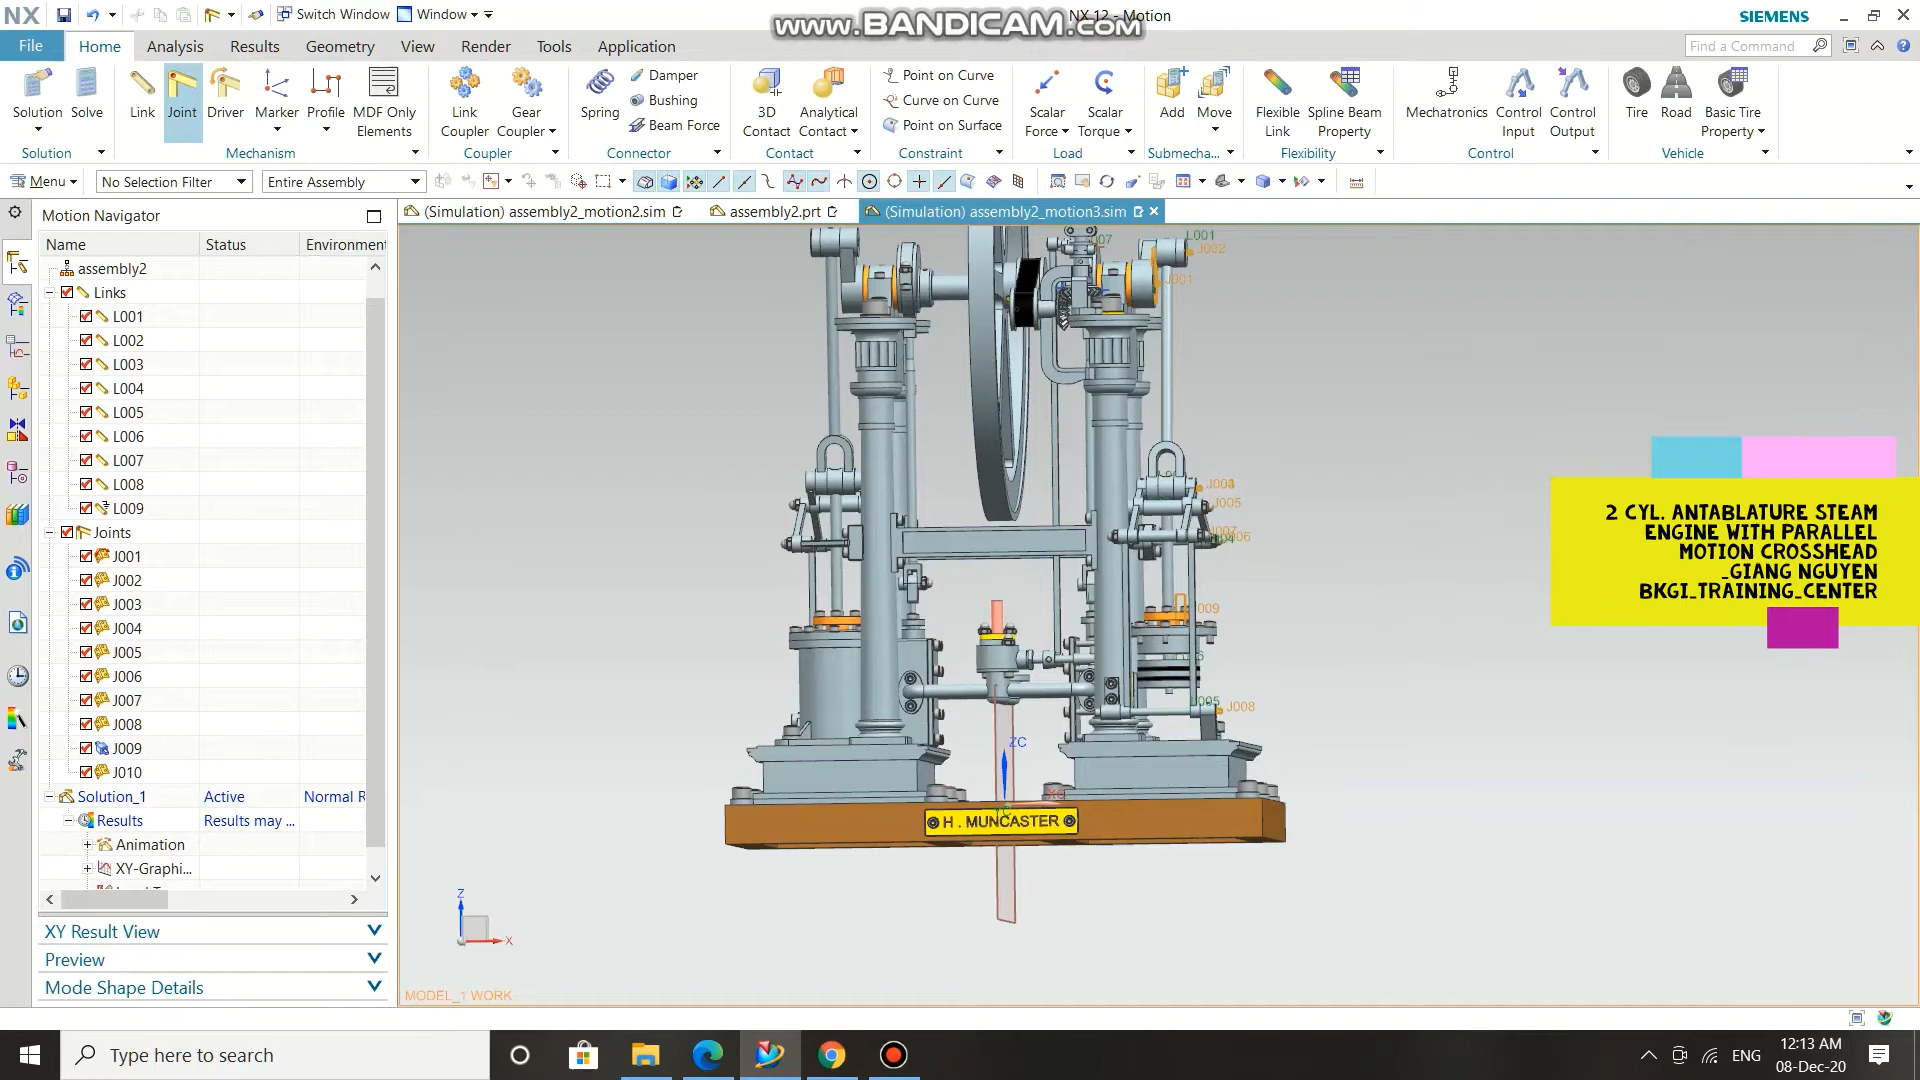 NX
Switch Window
Window
www.BANDICAM.com
NX 12 - Motion
SIEMENS
File
Home
Analysis
Results
Geometry
View
Render
Tools
Application
Find a Command
Solution
Solve
Link
Joint
Driver
Marker
Profile
MDF Only
Elements
Link
Coupler
Gear
Coupler
Spring
Damper
Bushing
Beam Force
3D
Contact
Analytical
Contact
Point on Curve
Curve on Curve
Point on Surface
Scalar
Force
Scalar
Torque
Add
Move
Flexible
Link
Spline Beam
Property
Mechatronics
Control
Input
Control
Output
Tire
Road
Basic Tire
Property
Solution
Mechanism
Coupler
Connector
Contact
Constraint
Load
Submecha...
Flexibility
Control
Vehicle
Menu
No Selection Filter
Entire Assembly
Motion Navigator
(Simulation) assembly2_motion2.sim
assembly2.prt
(Simulation) assembly2_motion3.sim
Name
Status
Environment
assembly2
Links
L001
L002
L003
L004
L005
L006
L007
L008
L009
Joints
J001
J002
J003
J004
J005
J006
J007
J008
J009
J010
Solution_1
Active
Normal R
Results
Results may ...
Animation
XY-Graphi...
XY Result View
Preview
Mode Shape Details
L001
J002
J001
J005
J008
ZC
H . MUNCASTER
Z
X
MODEL_1 WORK
2 CYL. ANTABLATURE STEAM
ENGINE WITH PARALLEL
MOTION CROSSHEAD
_GIANG NGUYEN
BKGI_TRAINING_CENTER
Type here to search
ENG
12:13 AM
08-Dec-20